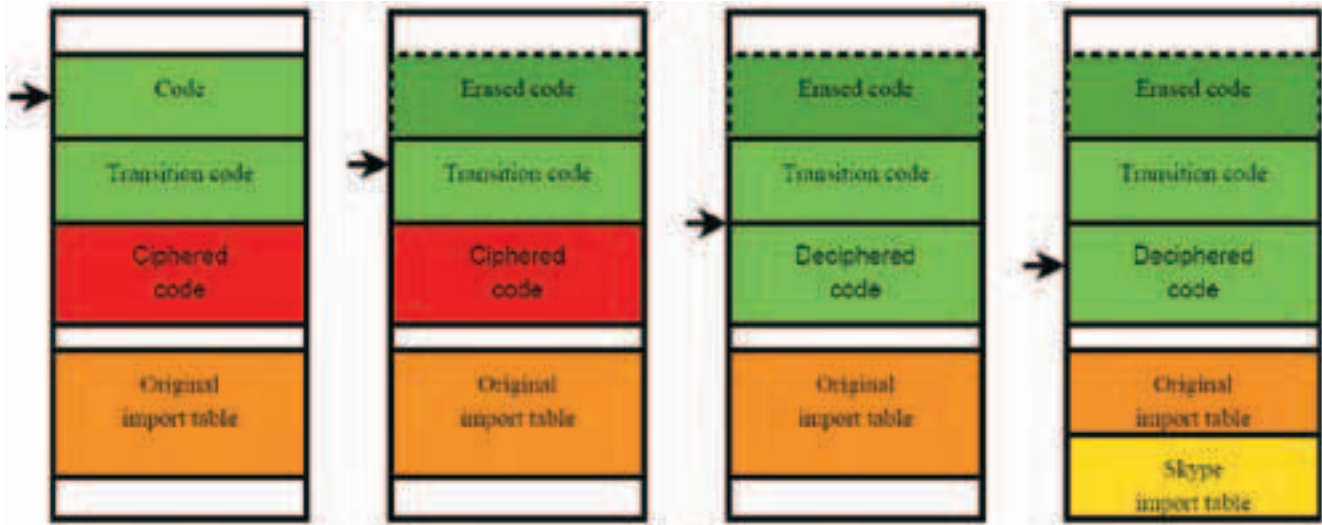 Code
Transition code
Ciphered
code
Original
import table
Erased code
Transition code
Ciphered
code
Original
import table
Erased code
Transition code
Deciphered
code
Original
import table
Erased code
Transition code
Deciphered
code
Original
import table
Skype
import table